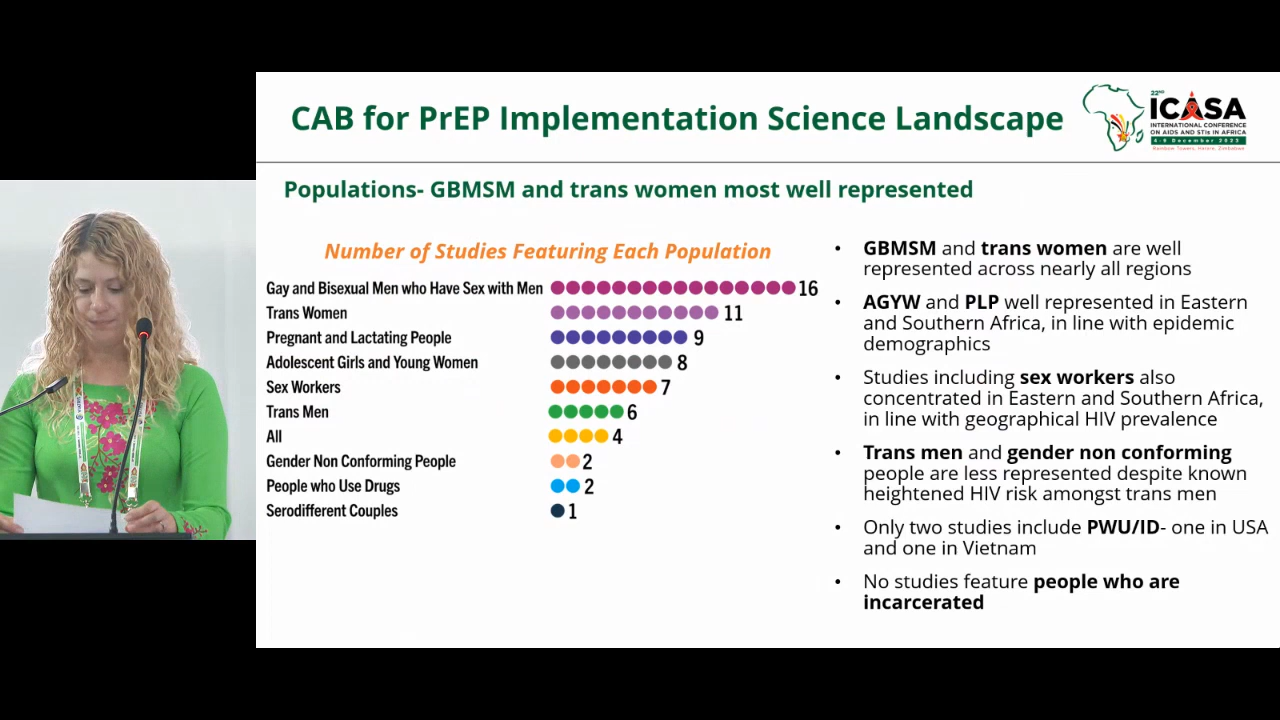 CAB for PrEP Implementation Science Landscape
22ND
ICASA
INTERNATIONAL CONFERENCE
ON AIDS AND STIs IN AFRICA
4-9 December 2023
Rainbow Towers, Harare, Zimbabwe
Populations- GBMSM and trans women most well represented
Number of Studies Featuring Each Population
Gay and Bisexual Men who Have Sex with Men 16
Trans Women 11
Pregnant and Lactating People 9
Adolescent Girls and Young Women 8
Sex Workers 7
Trans Men 6
All 4
Gender Non Conforming People 2
People who Use Drugs 2
Serodifferent Couples 1
• GBMSM and trans women are well
represented across nearly all regions
• AGYW and PLP well represented in Eastern
and Southern Africa, in line with epidemic
demographics
• Studies including sex workers also
concentrated in Eastern and Southern Africa,
in line with geographical HIV prevalence
• Trans men and gender non conforming
people are less represented despite known
heightened HIV risk amongst trans men
• Only two studies include PWU/ID- one in USA
and one in Vietnam
• No studies feature people who are
incarcerated